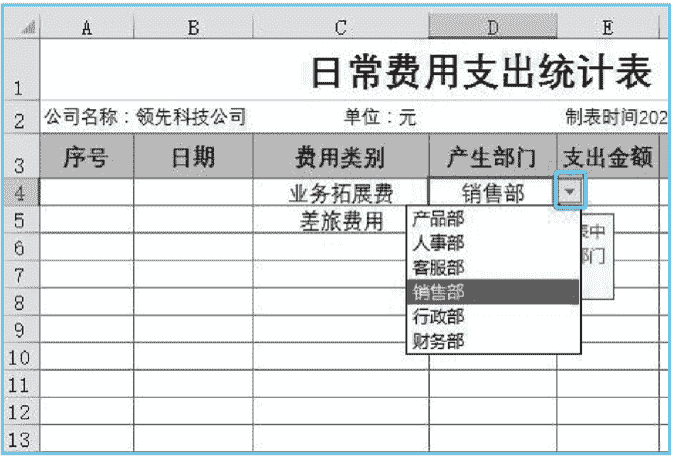 A B C D E
1 日常费用支出统计表
2 公司名称：领先科技公司 单位：元 制表时间202
3 序号 日期 费用类别 产生部门 支出金额
4 业务拓展费 销售部
5 差旅费用 产品部
人事部 中
6 客服部 部门
7 销售部
8 行政部
9 财务部
10
11
12
13